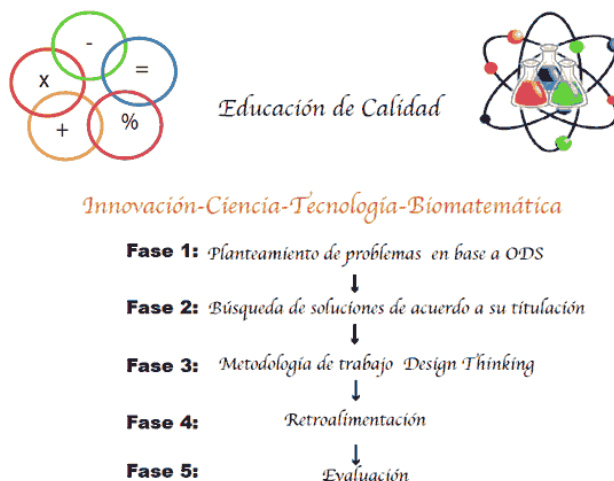 -
x
=
+
%
Educación de Calidad
Innovación-Ciencia-Tecnología-Biomatemática
Fase 1: Planteamiento de problemas en base a ODS
Fase 2: Búsqueda de soluciones de acuerdo a su titulación
Fase 3: Metodología de trabajo Design Thinking
Fase 4: Retroalimentación
Fase 5: Evaluación